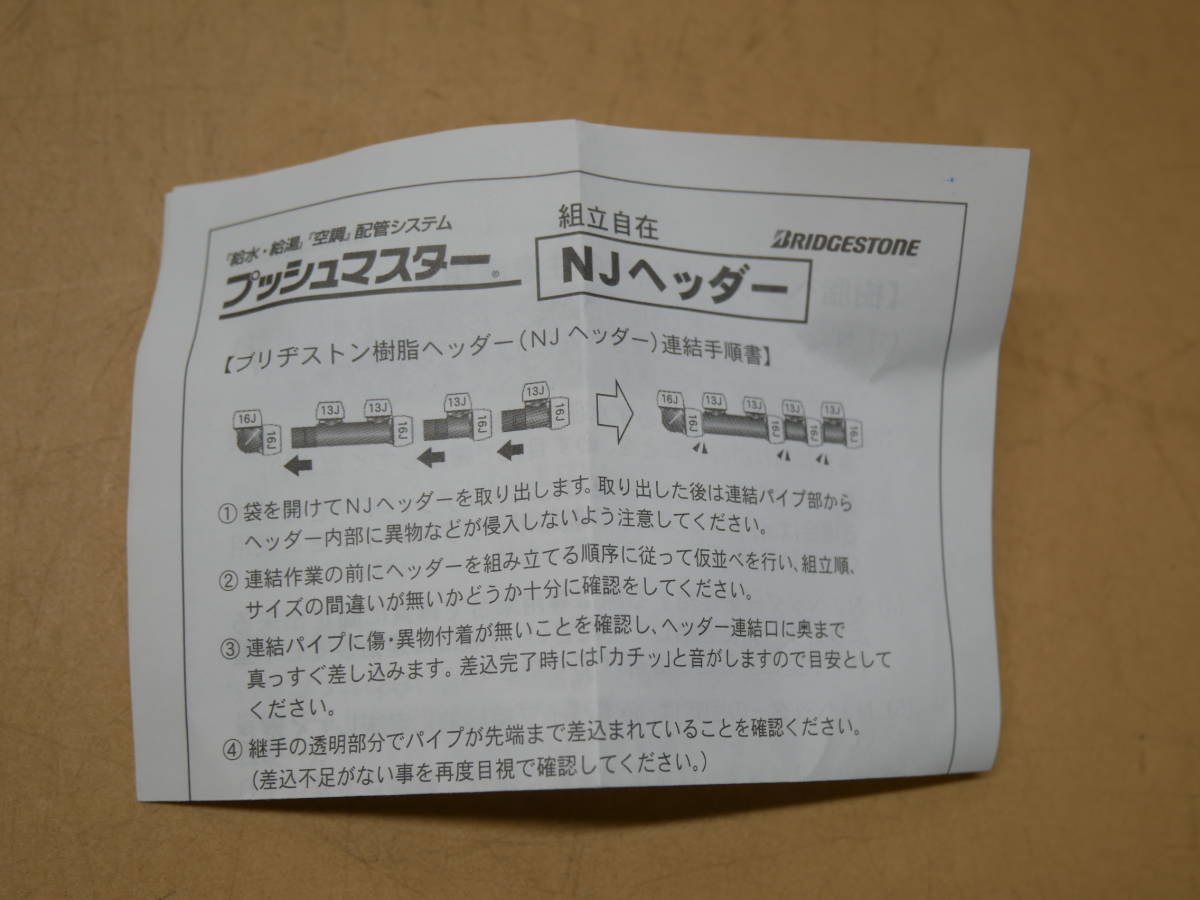 「給水・給湯」「空調」配管システム
プッシュマスター®
組立自在
NJヘッダー
BRIDGESTONE
【ブリヂストン樹脂ヘッダー(NJヘッダー)連結手順書】
16J 16J 13J 13J 16J 13J 16J 13J 16J
16J 16J 13J 13J 16J 13J 16J 13J 16J
① 袋を開けてNJヘッダーを取り出します。取り出した後は連結パイプ部から
ヘッダー内部に異物などが侵入しないよう注意してください。
② 連結作業の前にヘッダーを組み立てる順序に従って仮並べを行い、組立順、
サイズの間違いが無いかどうか十分に確認をしてください。
③ 連結パイプに傷・異物付着が無いことを確認し、ヘッダー連結口に奥まで
真っすぐ差し込みます。差込完了時には「カチッ」と音がしますので目安として
ください。
④ 継手の透明部分でパイプが先端まで差込まれていることを確認ください。
(差込不足がない事を再度目視で確認してください。)